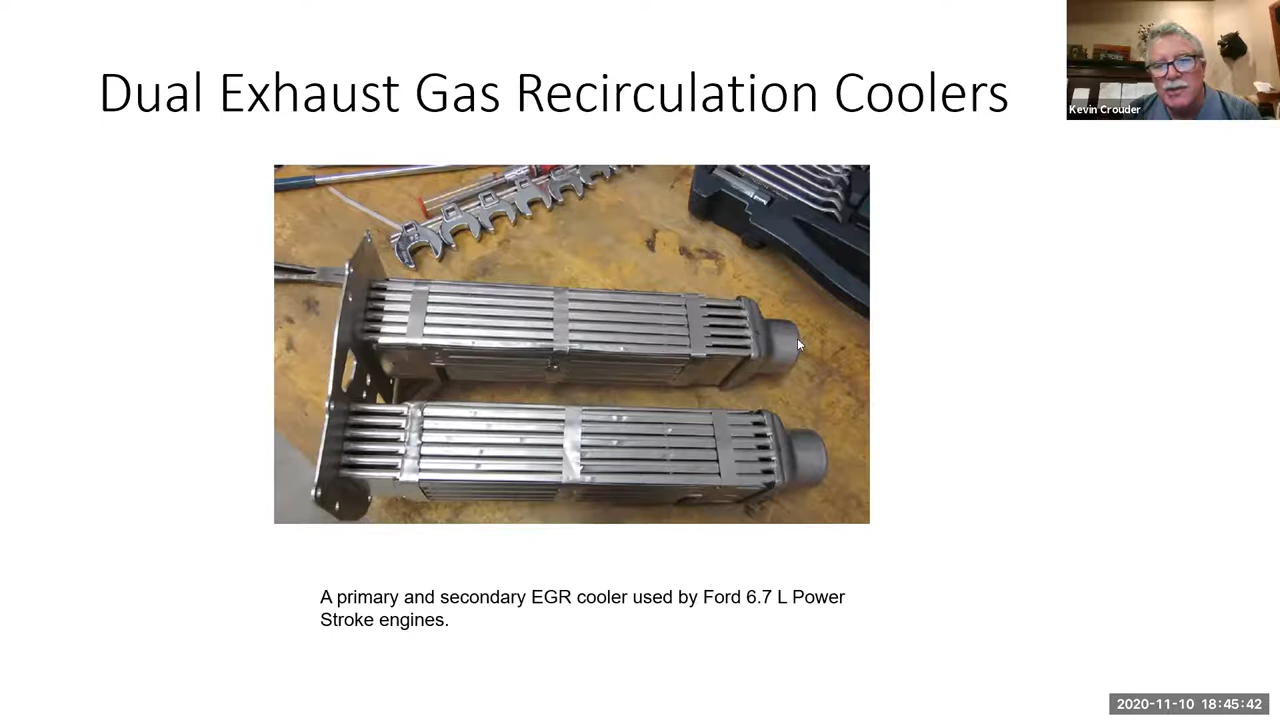 Dual Exhaust Gas Recirculation Coolers
Kevin Crouder
A primary and secondary EGR cooler used by Ford 6.7 L Power
Stroke engines.
2020-11-10 18:45:42